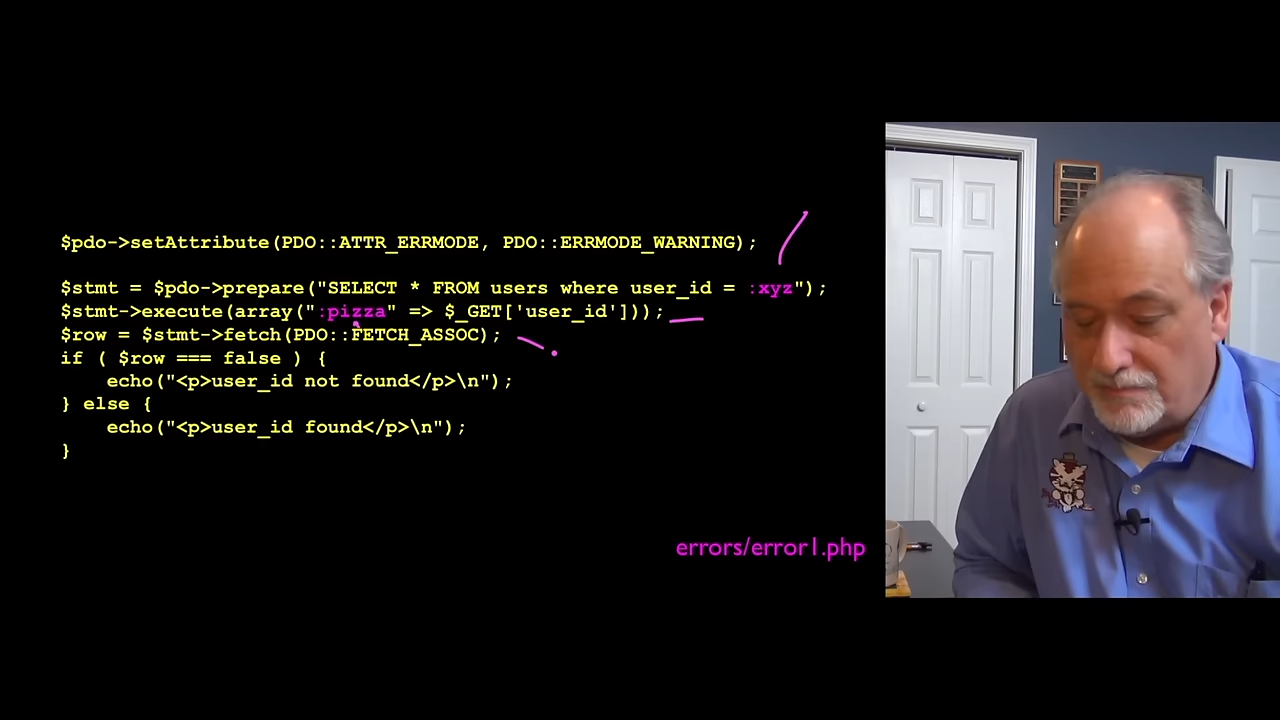 $pdo->setAttribute(PDO::ATTR_ERRMODE, PDO::ERRMODE_WARNING);
$stmt = $pdo->prepare("SELECT * FROM users where user_id = :xyz");
$stmt->execute(array(":pizza" => $_GET['user_id']));
$row = $stmt->fetch(PDO::FETCH_ASSOC);
if ( $row === false ) {
    echo("<p>user_id not found</p>\n");
} else {
    echo("<p>user_id found</p>\n");
}
errors/error1.php